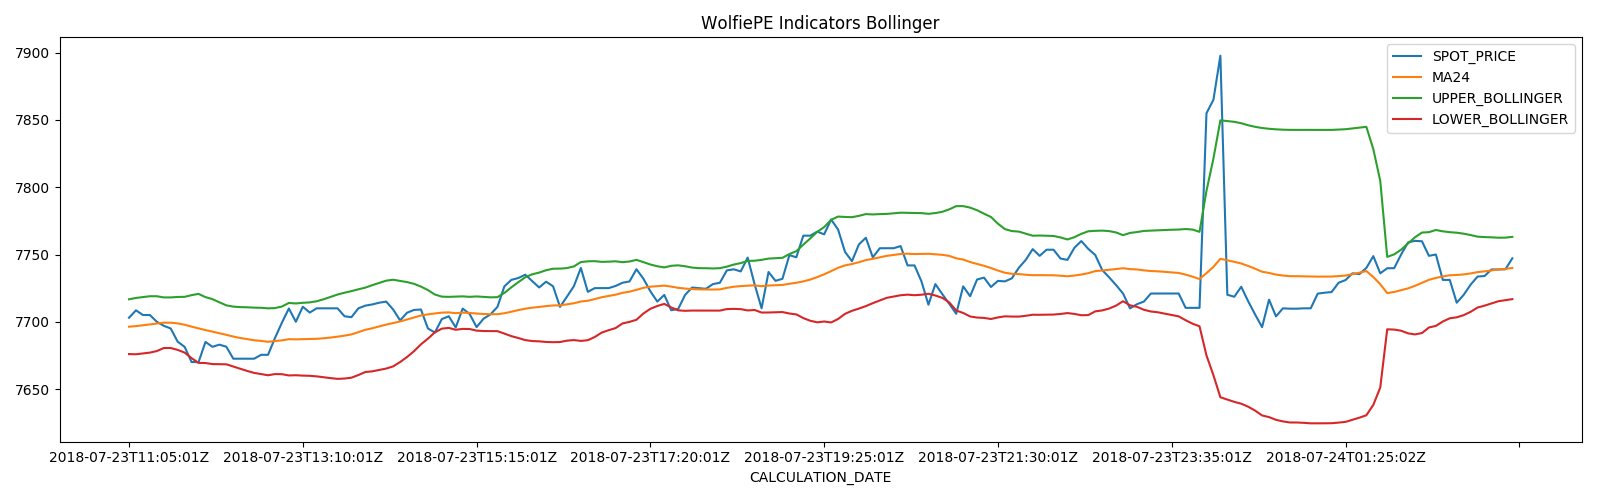 WolfiePE Indicators Bollinger
7900
7850
7800
7750
7700
7650
SPOT_PRICE
MA24
UPPER_BOLLINGER
LOWER_BOLLINGER
2018-07-23T11:05:01Z 2018-07-23T13:10:01Z 2018-07-23T15:15:01Z 2018-07-23T17:20:01Z 2018-07-23T19:25:01Z 2018-07-23T21:30:01Z 2018-07-23T23:35:01Z 2018-07-24T01:25:02Z
CALCULATION_DATE